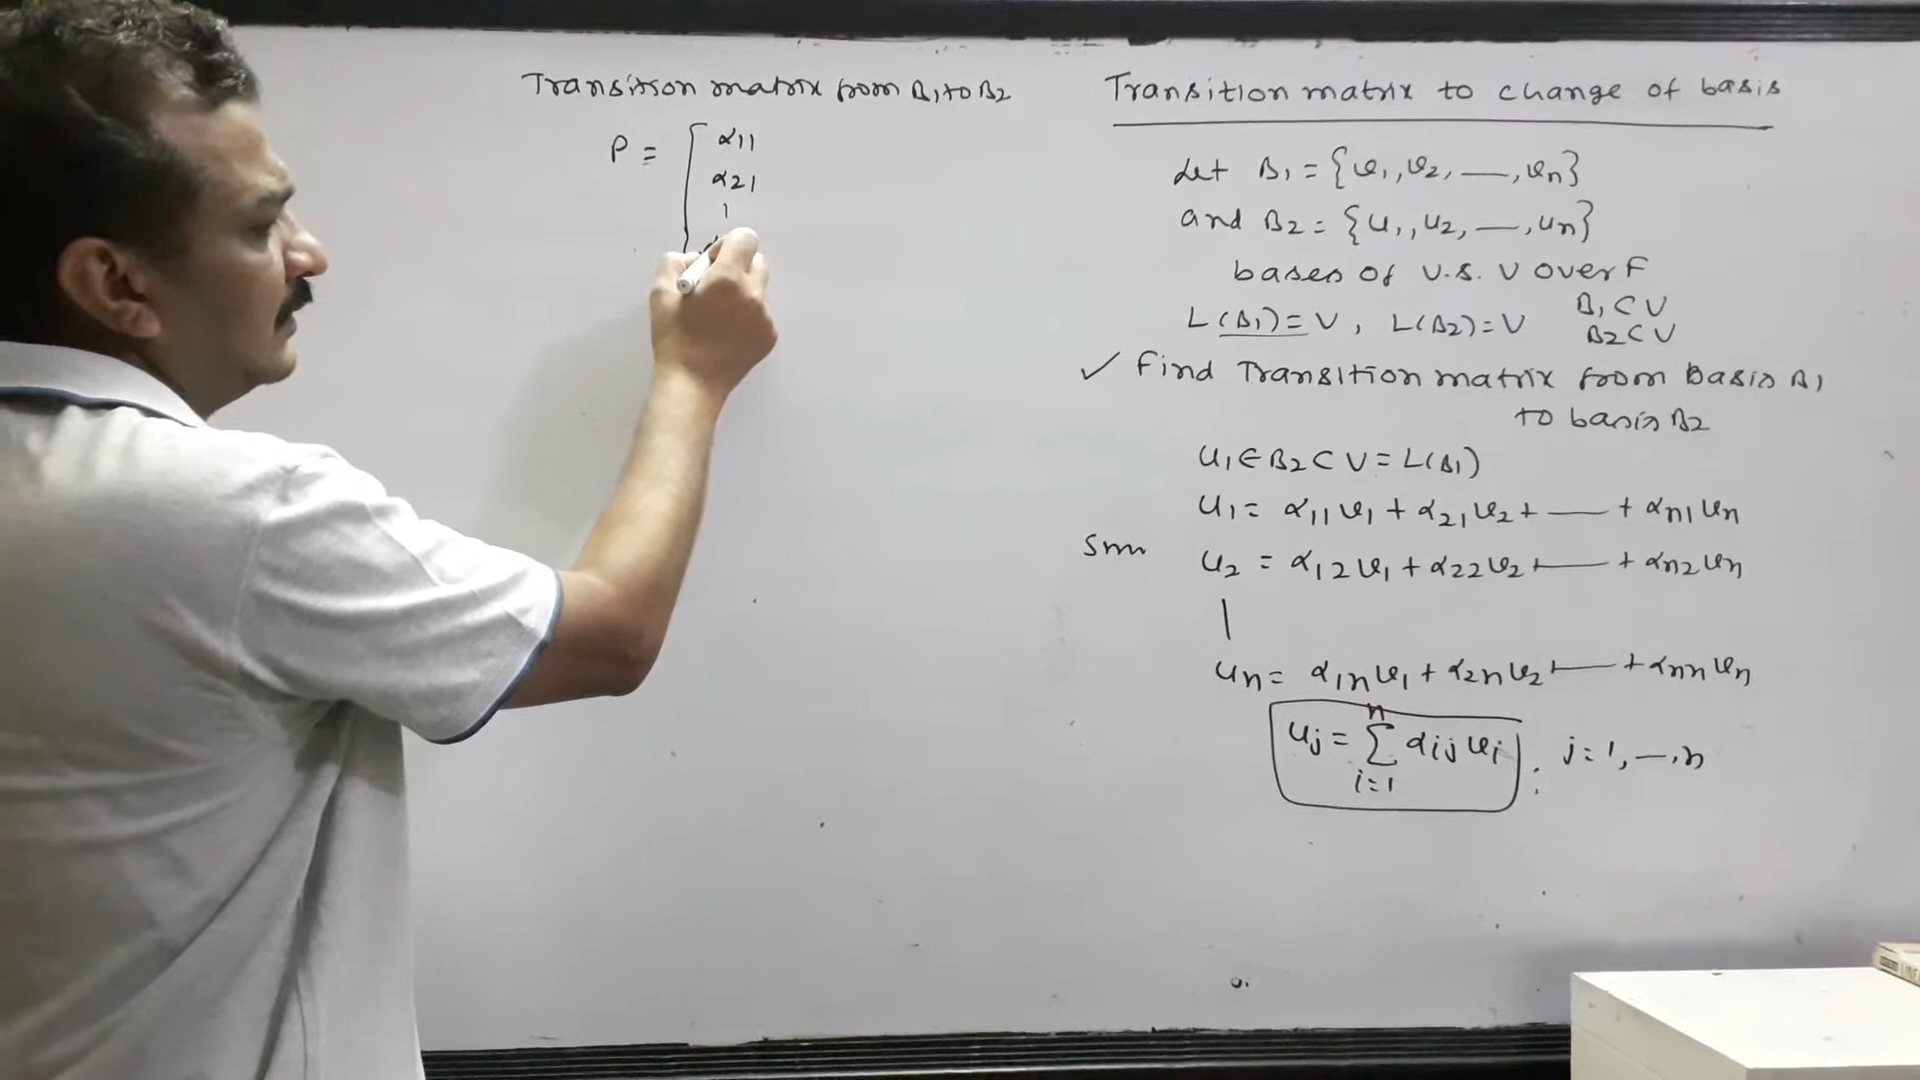 Transition matrix from B1 to B2
P = [ α11
α21
|
Transition matrix to change of basis
Let B1 = {v1, v2, —, vn}
and B2 = {u1, u2, —, un}
bases of V.S. V over F
L(B1) = V, L(B2) = V
B1 ⊂ V
B2 ⊂ V
✓ Find Transition matrix from Basis B1
to basis B2
u1 ∈ B2 ⊂ V = L(B1)
u1 = α11 v1 + α21 v2 + — + αn1 vn
u2 = α12 v1 + α22 v2 + — + αn2 vn
|
un = α1n v1 + α2n v2 + — + αnn vn
uj = Σ_{i=1}^{n} αij vi ; j = 1, —, n